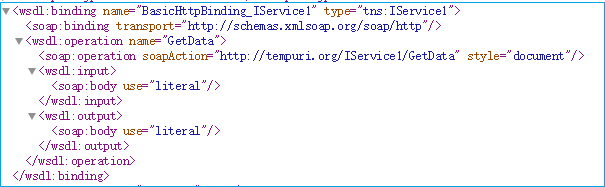 <wsdl:binding name="BasicHttpBinding_IService1" type="tns:IService1">
<soap:binding transport="http://schemas.xmlsoap.org/soap/http"/>
<wsdl:operation name="GetData">
<soap:operation soapAction="http://tempuri.org/IService1/GetData" style="document"/>
<wsdl:input>
<soap:body use="literal"/>
</wsdl:input>
<wsdl:output>
<soap:body use="literal"/>
</wsdl:output>
</wsdl:operation>
</wsdl:binding>